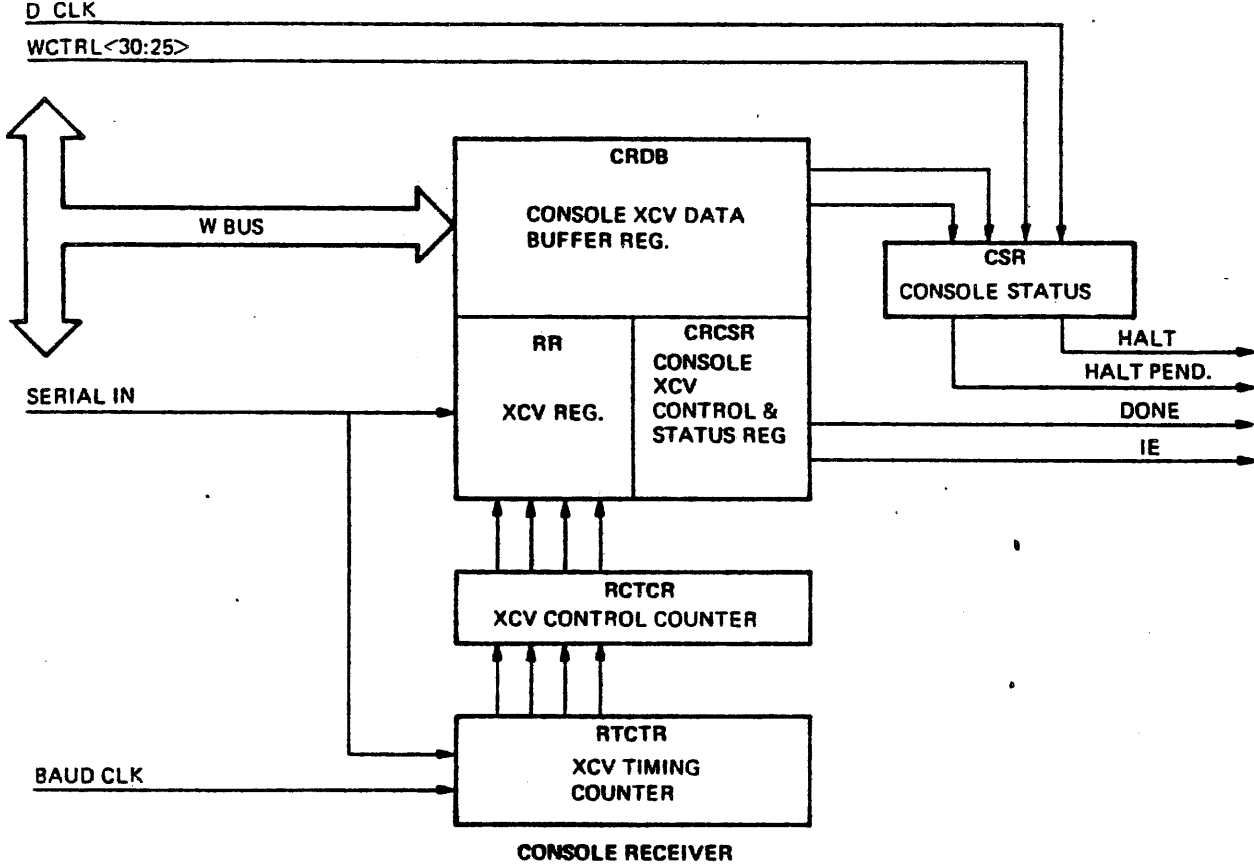 D CLK
WCTRL<30:25>
CRDB
CONSOLE XCV DATA
BUFFER REG.
W BUS
CSR
CONSOLE STATUS
RR
XCV REG.
CRCSR
CONSOLE
XCV
CONTROL &
STATUS REG
HALT
HALT PEND.
DONE
IE
SERIAL IN
RCTCR
XCV CONTROL COUNTER
RTCTR
XCV TIMING
COUNTER
BAUD CLK
CONSOLE RECEIVER